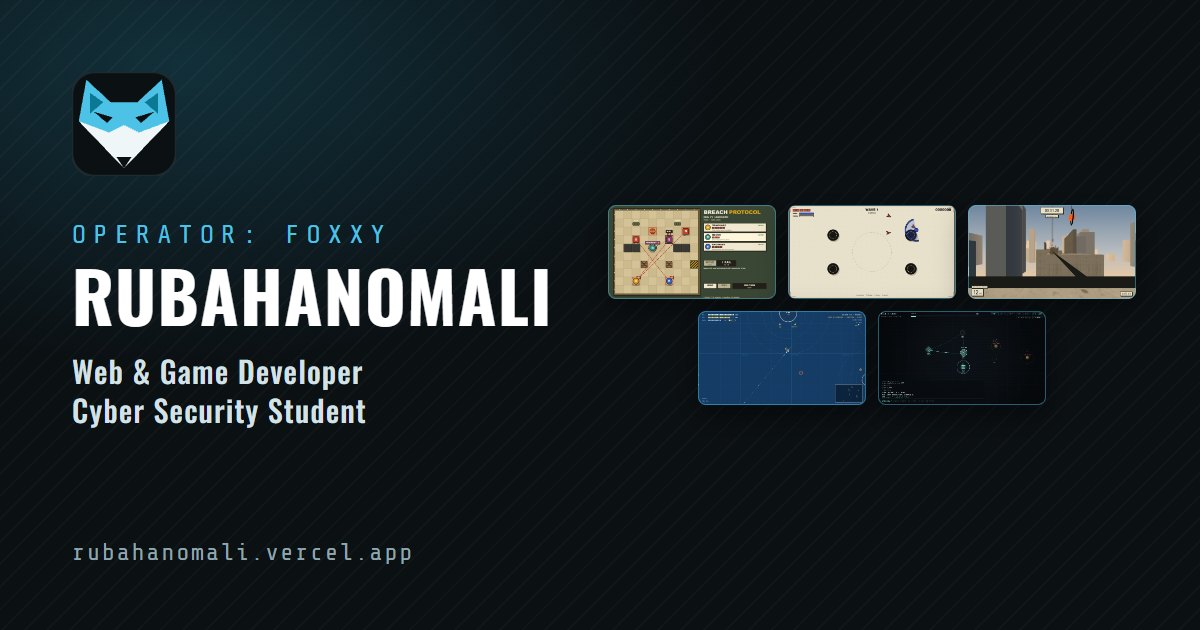 OPERATOR: FOXXY
RUBAHANOMALI
Web & Game Developer
Cyber Security Student
rubahanomali.vercel.app
BREACH PROTOCOL
WAVE 1